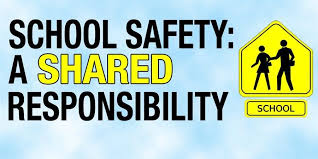 SCHOOL SAFETY:
A SHARED
RESPONSIBILITY
SCHOOL